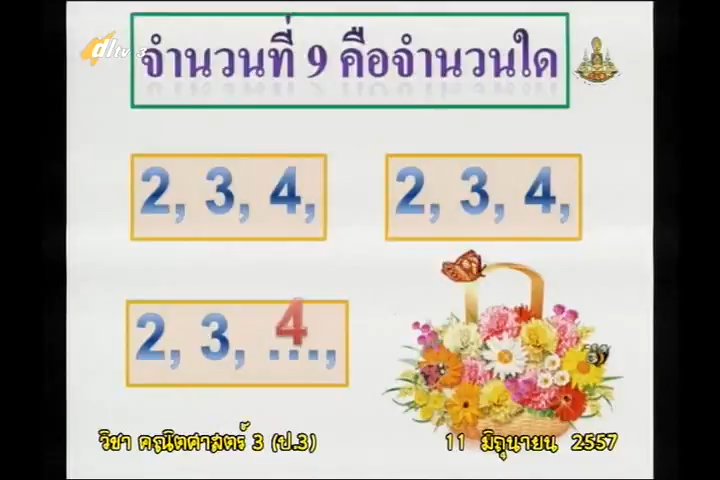 dltv 3
จำนวนที่ 9 คือจำนวนใด
2, 3, 4, 2, 3, 4,
2, 3, ...,
4
วิชา คณิตศาสตร์ 3 (ป.3) 11 มิถุนายน 2557